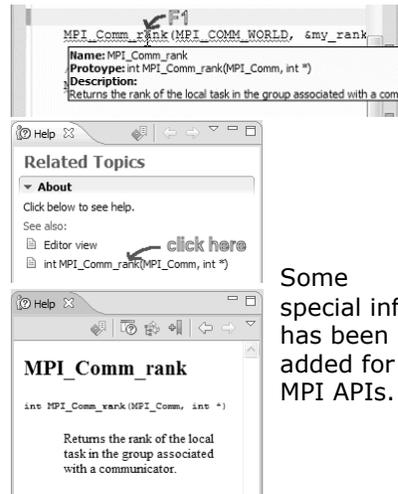 F1
MPI_Comm_rank(MPI_COMM_WORLD, &my_rank
Name: MPI_Comm_rank
Protoype: int MPI_Comm_rank(MPI_Comm, int *)
Description:
Returns the rank of the local task in the group associated with a com
Help
Related Topics
About
Click below to see help.
See also:
Editor view
click here
int MPI_Comm_rank(MPI_Comm, int *)
Help
MPI_Comm_rank
int MPI_Comm_rank(MPI_Comm, int *)
Returns the rank of the local
task in the group associated
with a communicator.
Some
special inf
has been
added for
MPI APIs.